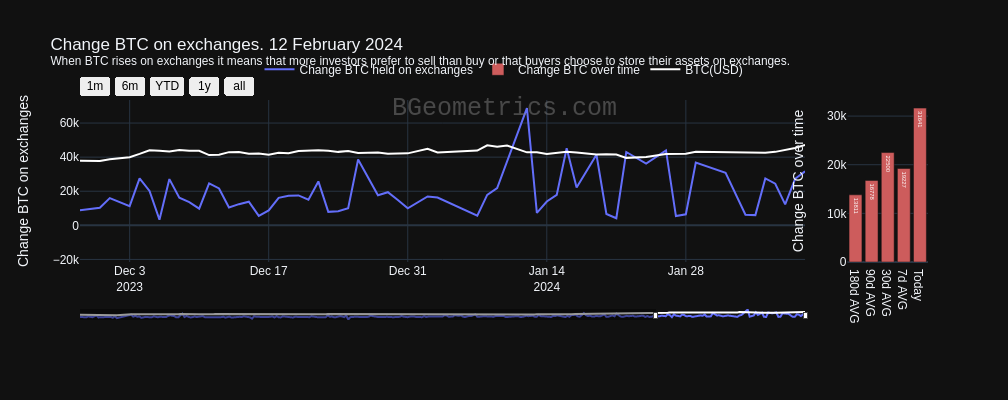 Change BTC on exchanges. 12 February 2024
When BTC rises on exchanges it means that more investors prefer to sell than buy or that buyers choose to store their assets on exchanges.
Change BTC held on exchanges Change BTC over time BTC(USD)
1m 6m YTD 1y all
BGeometrics.com
Change BTC on exchanges
60k
40k
20k
0
−20k
Dec 3
2023
Dec 17
Dec 31
Jan 14
2024
Jan 28
Change BTC over time
30k
20k
10k
0
16778
22506
19227
31841
180d AVG
90d AVG
30d AVG
7d AVG
Today